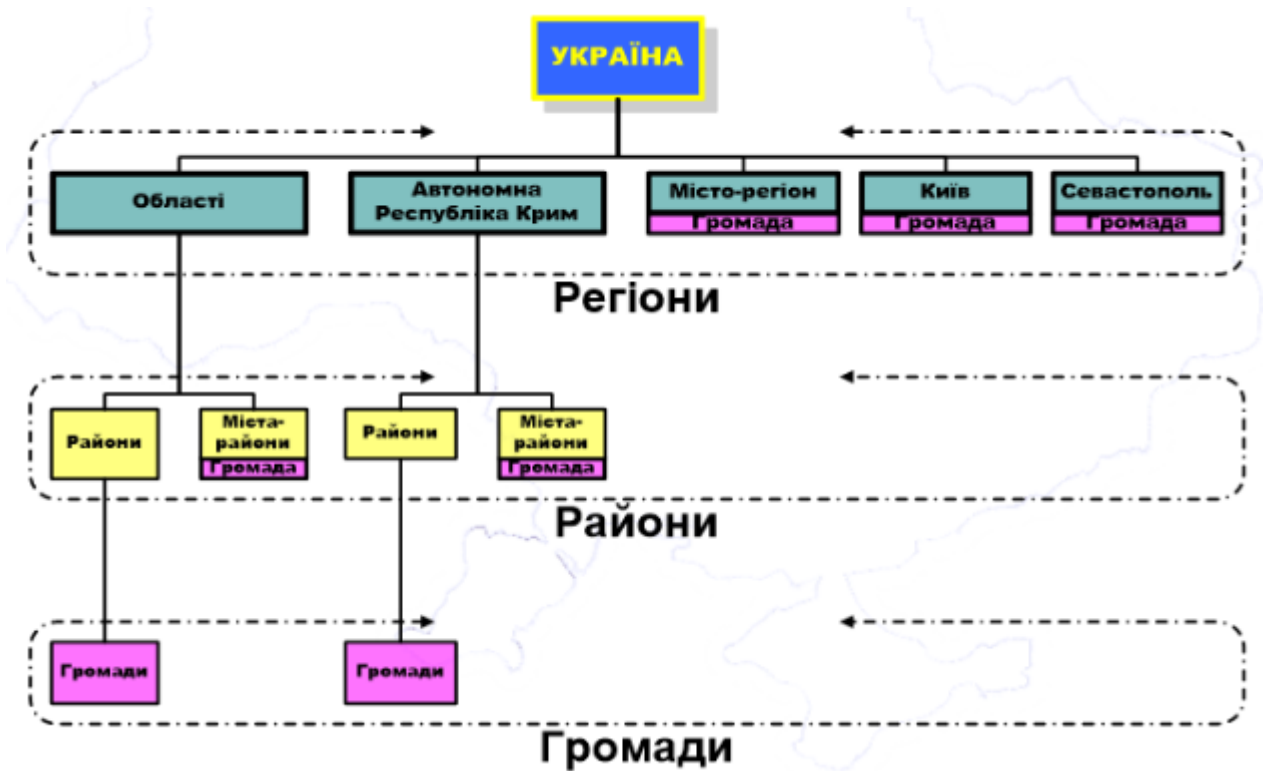 УКРАЇНА
Області
Автономна
Республіка Крим
Місто-регіон
Громада
Київ
Громада
Севастополь
Громада
Регіони
Райони
Міста-
райони
Громада
Райони
Міста-
райони
Громада
Райони
Громади
Громади
Громади